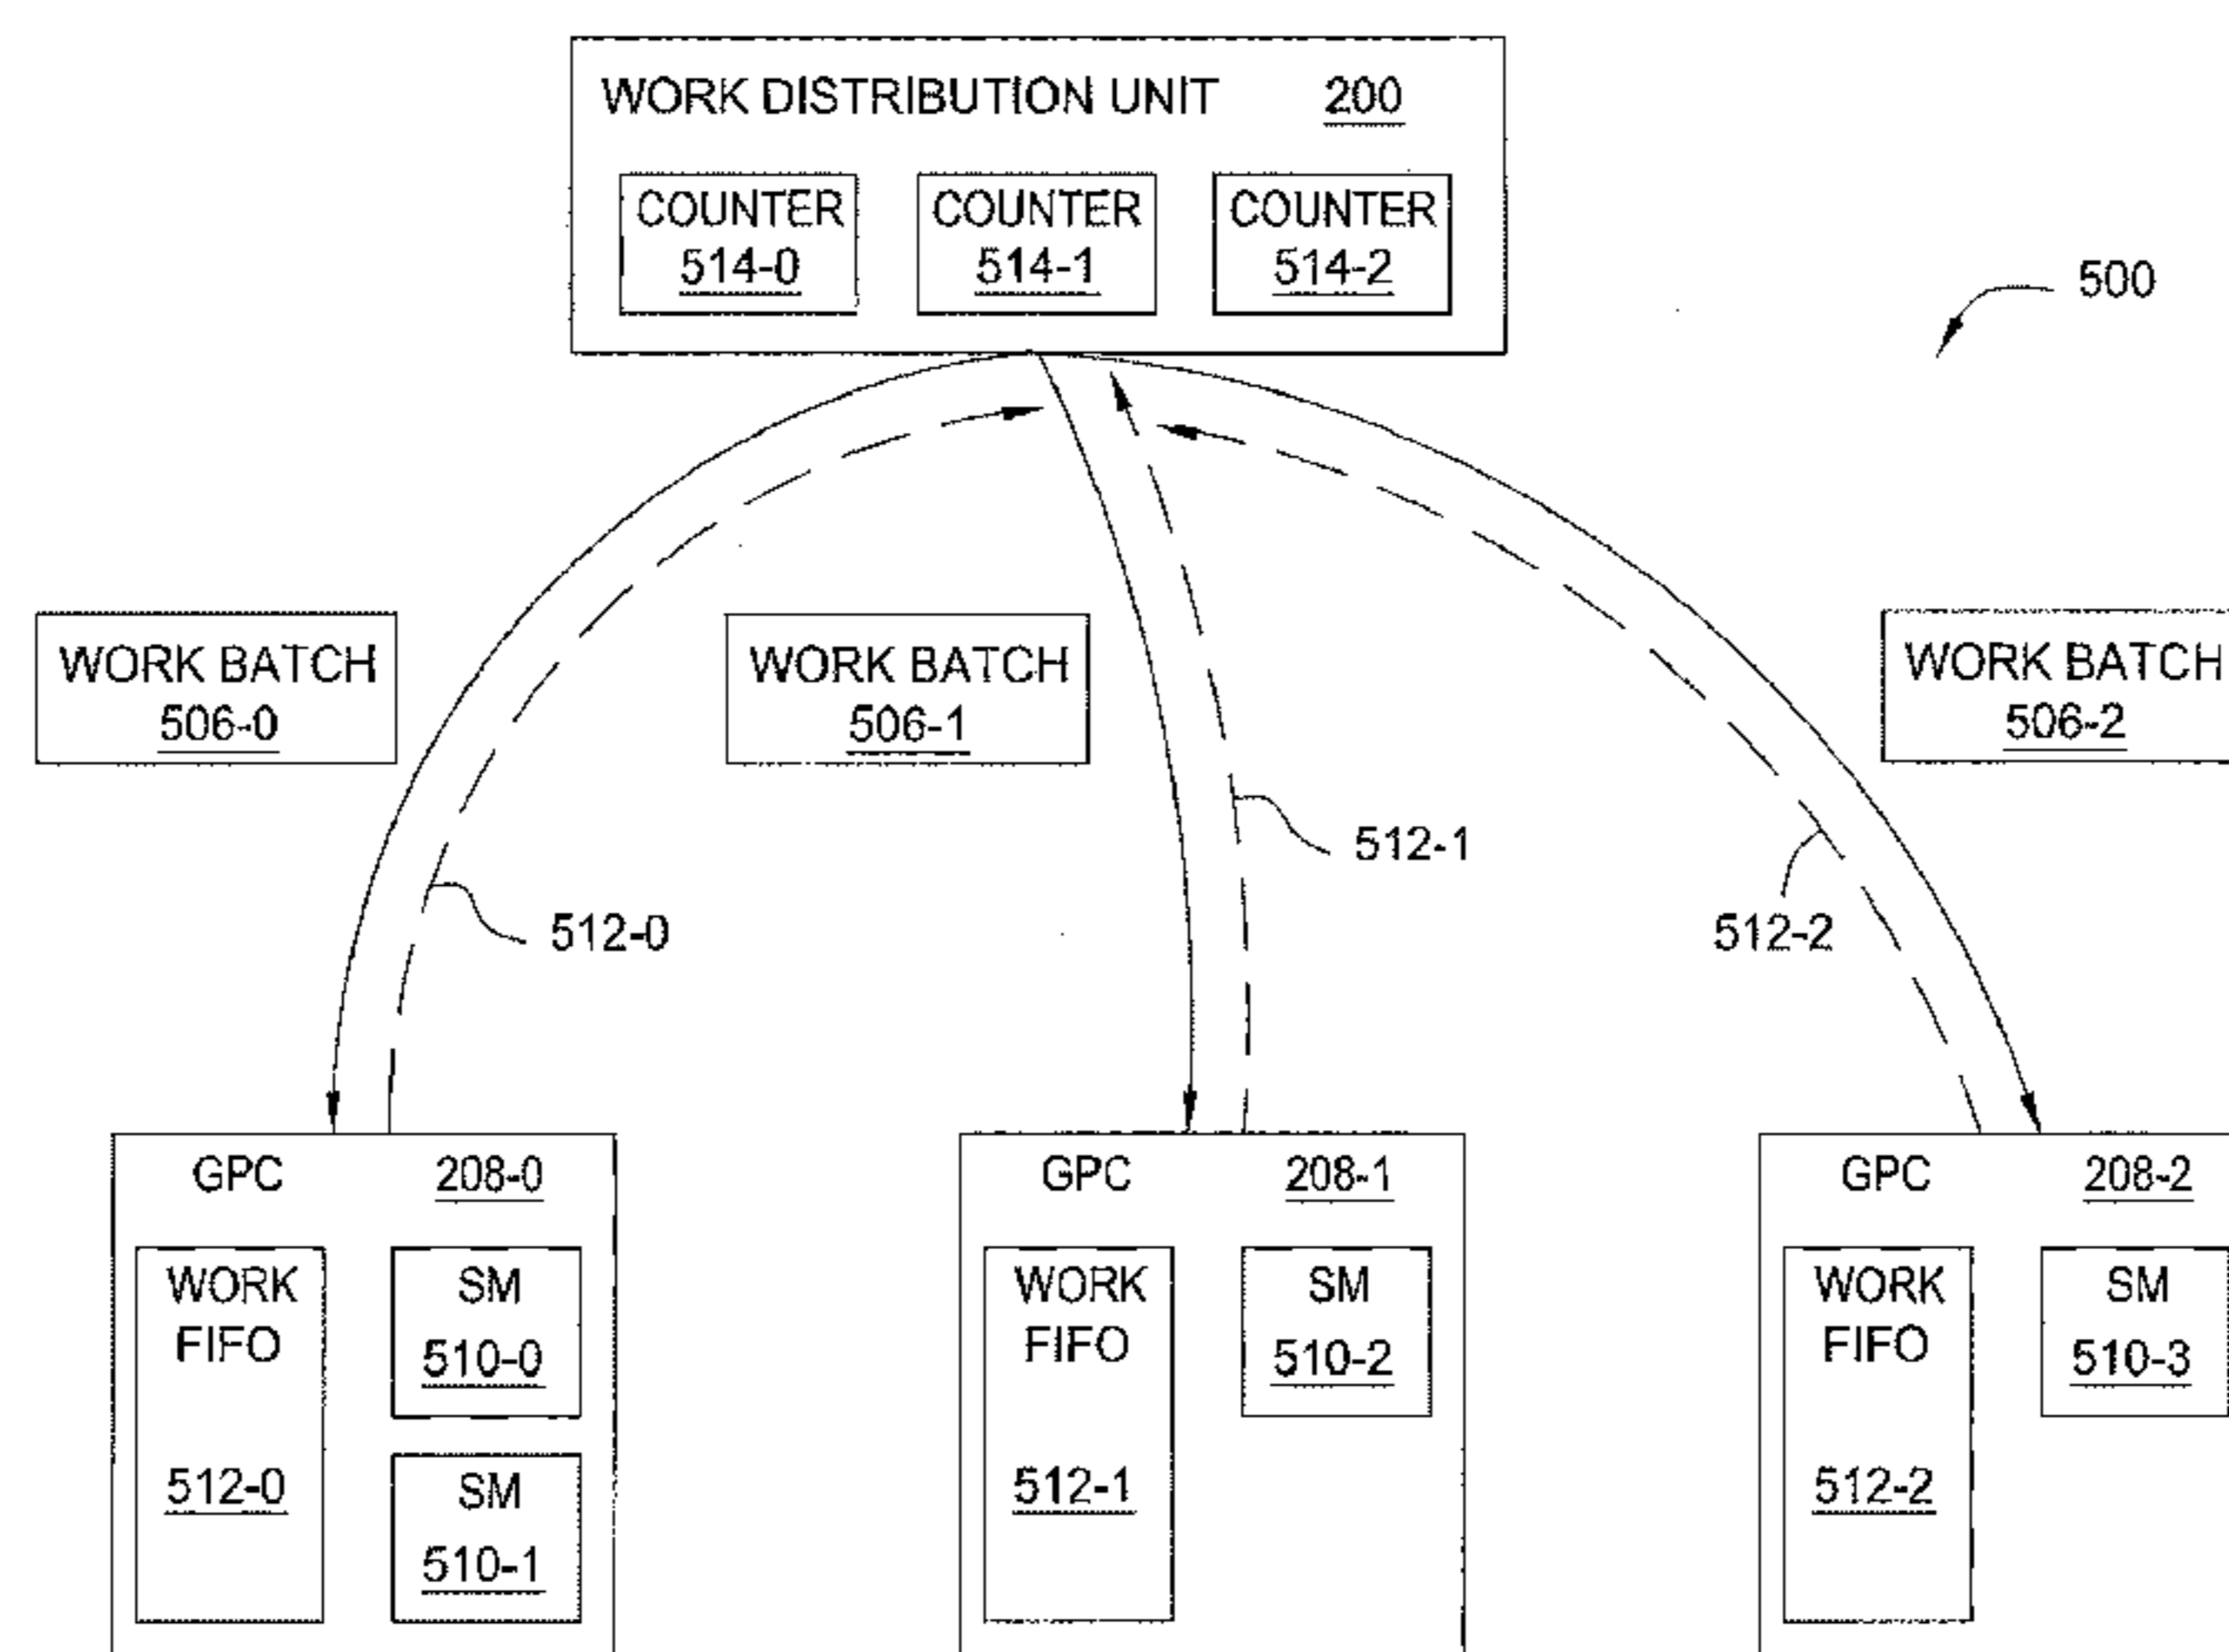 WORK DISTRIBUTION UNIT 200
COUNTER COUNTER COUNTER
514-0 514-1 514-2
500
WORK BATCH WORK BATCH WORK BATCH
506-0 506-1 506-2
512-1
512-0 512-2
GPC 208-0 GPC 208-1 GPC 208-2
WORK SM WORK SM WORK SM
FIFO 510-0 FIFO 510-2 FIFO 510-3
512-0 SM 512-1 512-2
510-1